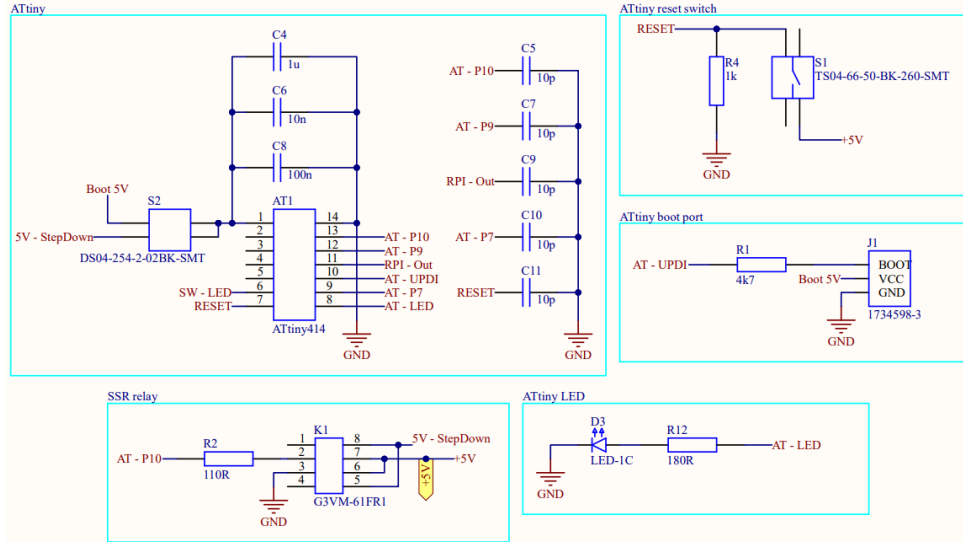 ATtiny
C4
1u
C6
10n
C8
100n
Boot 5V
S2
5V - StepDown
DS04-254-2-02BK-SMT
AT1
1 14
2 13 AT - P10
3 12 AT - P9
4 11 RPI - Out
5 10 AT - UPDI
SW - LED 6 9 AT - P7
RESET 7 8 AT - LED
ATtiny414
GND
C5
AT - P10
10p
C7
AT - P9
10p
C9
RPI - Out
10p
C10
AT - P7
10p
C11
RESET
10p
GND
ATtiny reset switch
RESET
R4
1k
S1
TS04-66-50-BK-260-SMT
+5V
GND
ATtiny boot port
AT - UPDI
R1
4k7
J1
BOOT
Boot 5V VCC
GND
1734598-3
GND
SSR relay
AT - P10
R2
110R
K1
1 8 5V - StepDown
2 7 +5V
3 6
4 5
+5V
G3VM-61FR1
GND
ATtiny LED
D3
LED-1C
R12
180R
AT - LED
GND